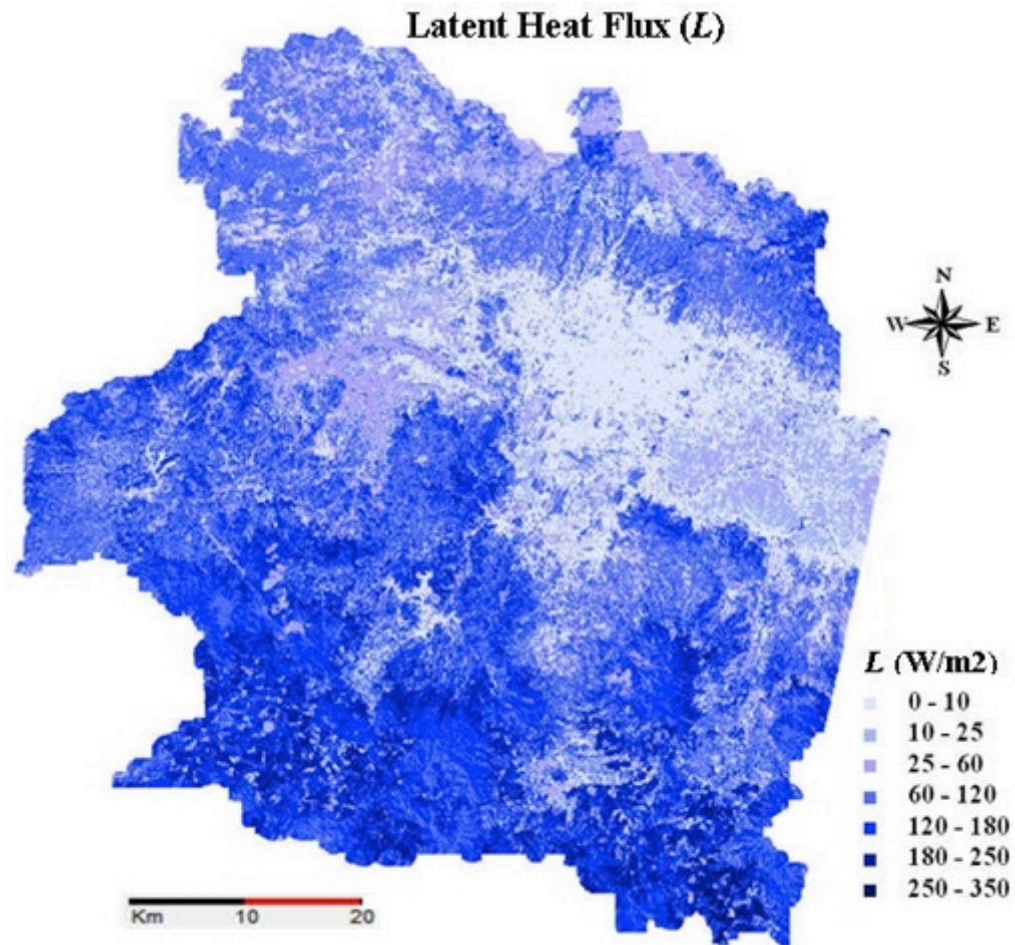 Latent Heat Flux (L)
N
W E
S
L (W/m2)
0 - 10
10 - 25
25 - 60
60 - 120
120 - 180
180 - 250
250 - 350
Km 10 20